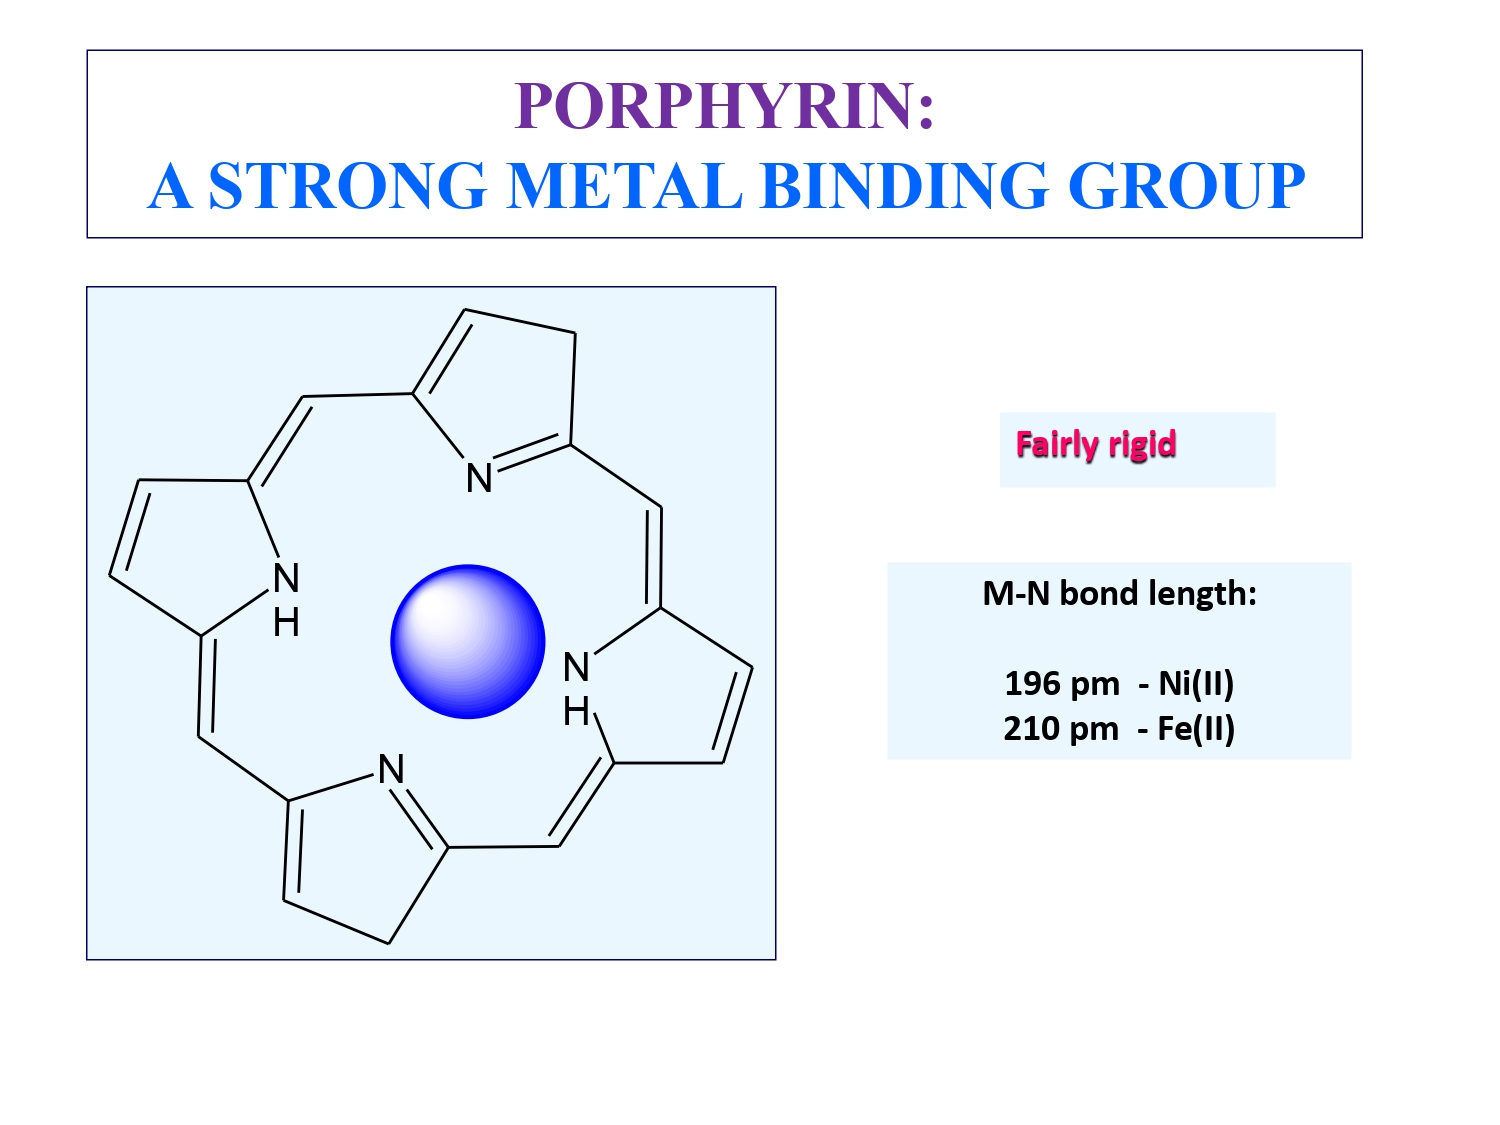 PORPHYRIN:
A STRONG METAL BINDING GROUP
N
N
H
N
H
N
Fairly rigid
M-N bond length:
196 pm - Ni(II)
210 pm - Fe(II)